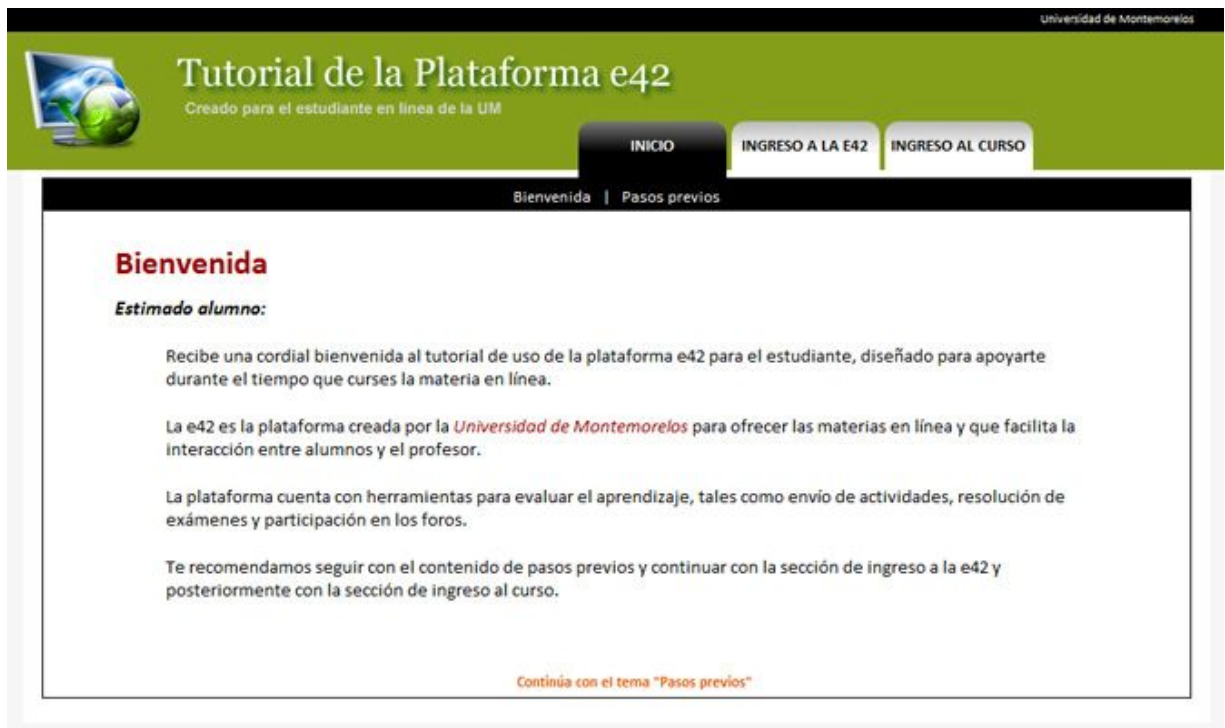 Universidad de Montemorelos
Tutorial de la Plataforma e42
Creado para el estudiante en linea de la UM
INICIO INGRESO A LA E42 INGRESO AL CURSO
Bienvenida | Pasos previos
Bienvenida
Estimado alumno:
Recibe una cordial bienvenida al tutorial de uso de la plataforma e42 para el estudiante, diseñado para apoyarte
durante el tiempo que curses la materia en línea.
La e42 es la plataforma creada por la Universidad de Montemorelos para ofrecer las materias en línea y que facilita la
interacción entre alumnos y el profesor.
La plataforma cuenta con herramientas para evaluar el aprendizaje, tales como envío de actividades, resolución de
exámenes y participación en los foros.
Te recomendamos seguir con el contenido de pasos previos y continuar con la sección de ingreso a la e42 y
posteriormente con la sección de ingreso al curso.
Continúa con el tema "Pasos previos"